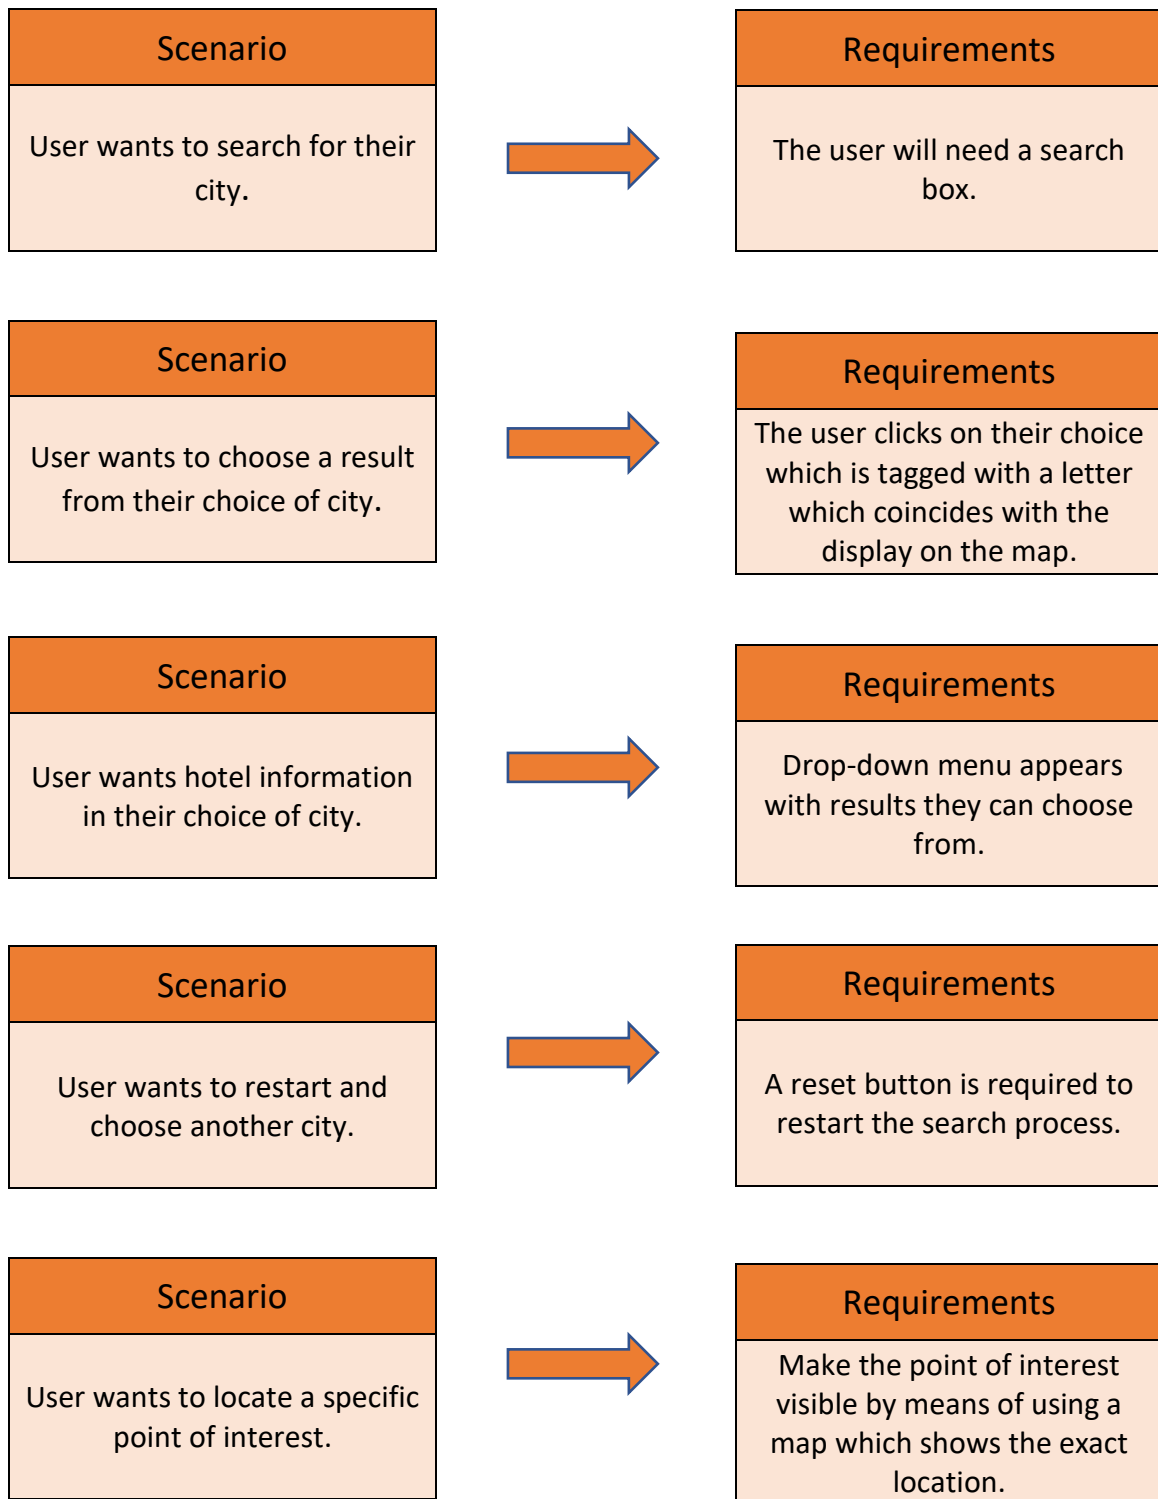 Scenario
User wants to search for their
city.
Requirements
The user will need a search
box.
Scenario
User wants to choose a result
from their choice of city.
Requirements
The user clicks on their choice
which is tagged with a letter
which coincides with the
display on the map.
Scenario
User wants hotel information
in their choice of city.
Requirements
Drop-down menu appears
with results they can choose
from.
Scenario
User wants to restart and
choose another city.
Requirements
A reset button is required to
restart the search process.
Scenario
User wants to locate a specific
point of interest.
Requirements
Make the point of interest
visible by means of using a
map which shows the exact
location.